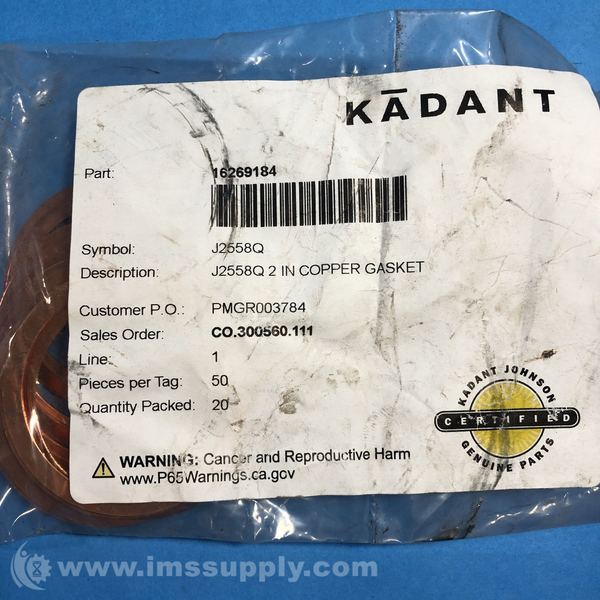 KĀDANT
Part: 16269184
Symbol: J2558Q
Description: J2558Q 2 IN COPPER GASKET
Customer P.O.: PMGR003784
Sales Order: CO.300560.111
Line: 1
Pieces per Tag: 50
Quantity Packed: 20
KADANT JOHNSON
CERTIFIED
GENUINE PARTS
WARNING: Cancer and Reproductive Harm
www.P65Warnings.ca.gov
www.imssupply.com